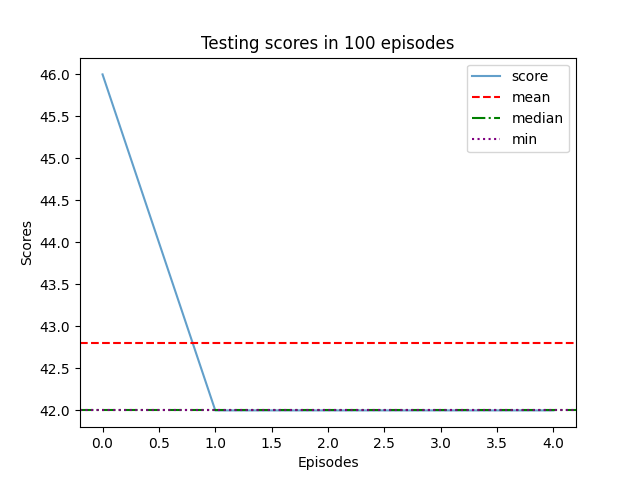 Testing scores in 100 episodes
score
mean
median
min
46.0
45.5
45.0
44.5
44.0
43.5
43.0
42.5
42.0
Scores
0.0 0.5 1.0 1.5 2.0 2.5 3.0 3.5 4.0
Episodes